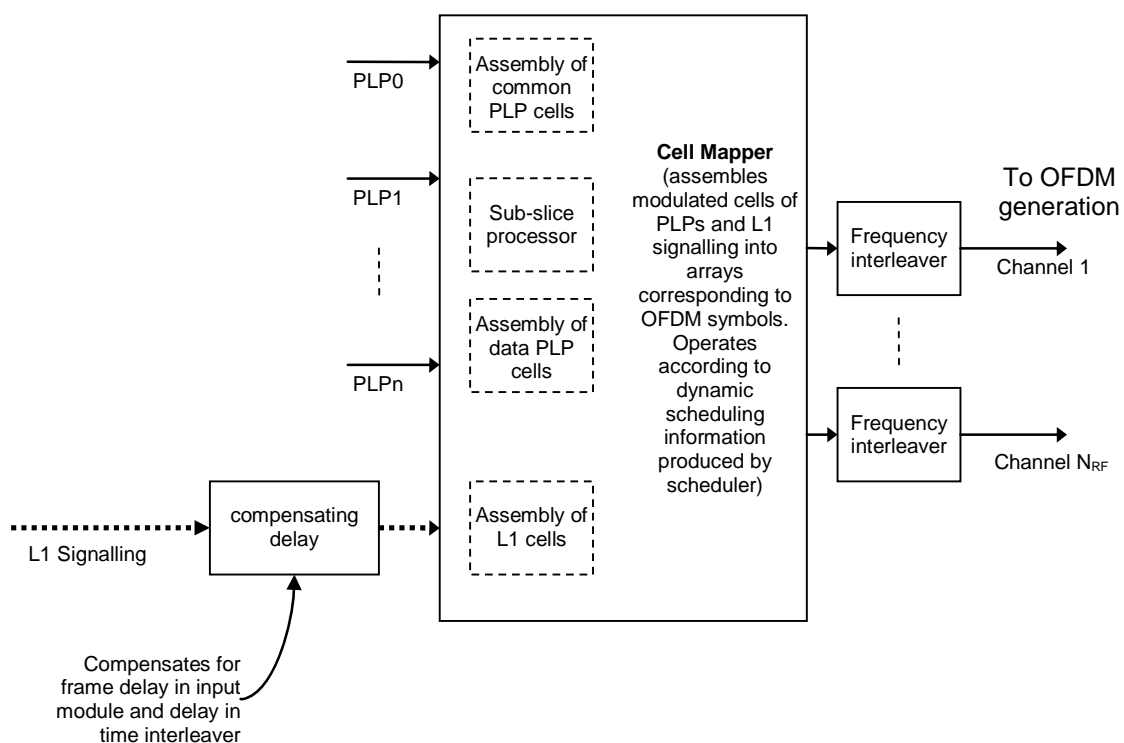 PLP0
Assembly of
common
PLP cells
PLP1
Sub-slice
processor
Assembly of
data PLP
cells
PLPn
Cell Mapper
(assembles
modulated cells of
PLPs and L1
signalling into
arrays
corresponding to
OFDM symbols.
Operates
according to
dynamic
scheduling
information
produced by
scheduler)
To OFDM
generation
Frequency
interleaver
Channel 1
Frequency
interleaver
Channel NRF
L1 Signalling
compensating
delay
Assembly of
L1 cells
Compensates for
frame delay in input
module and delay in
time interleaver